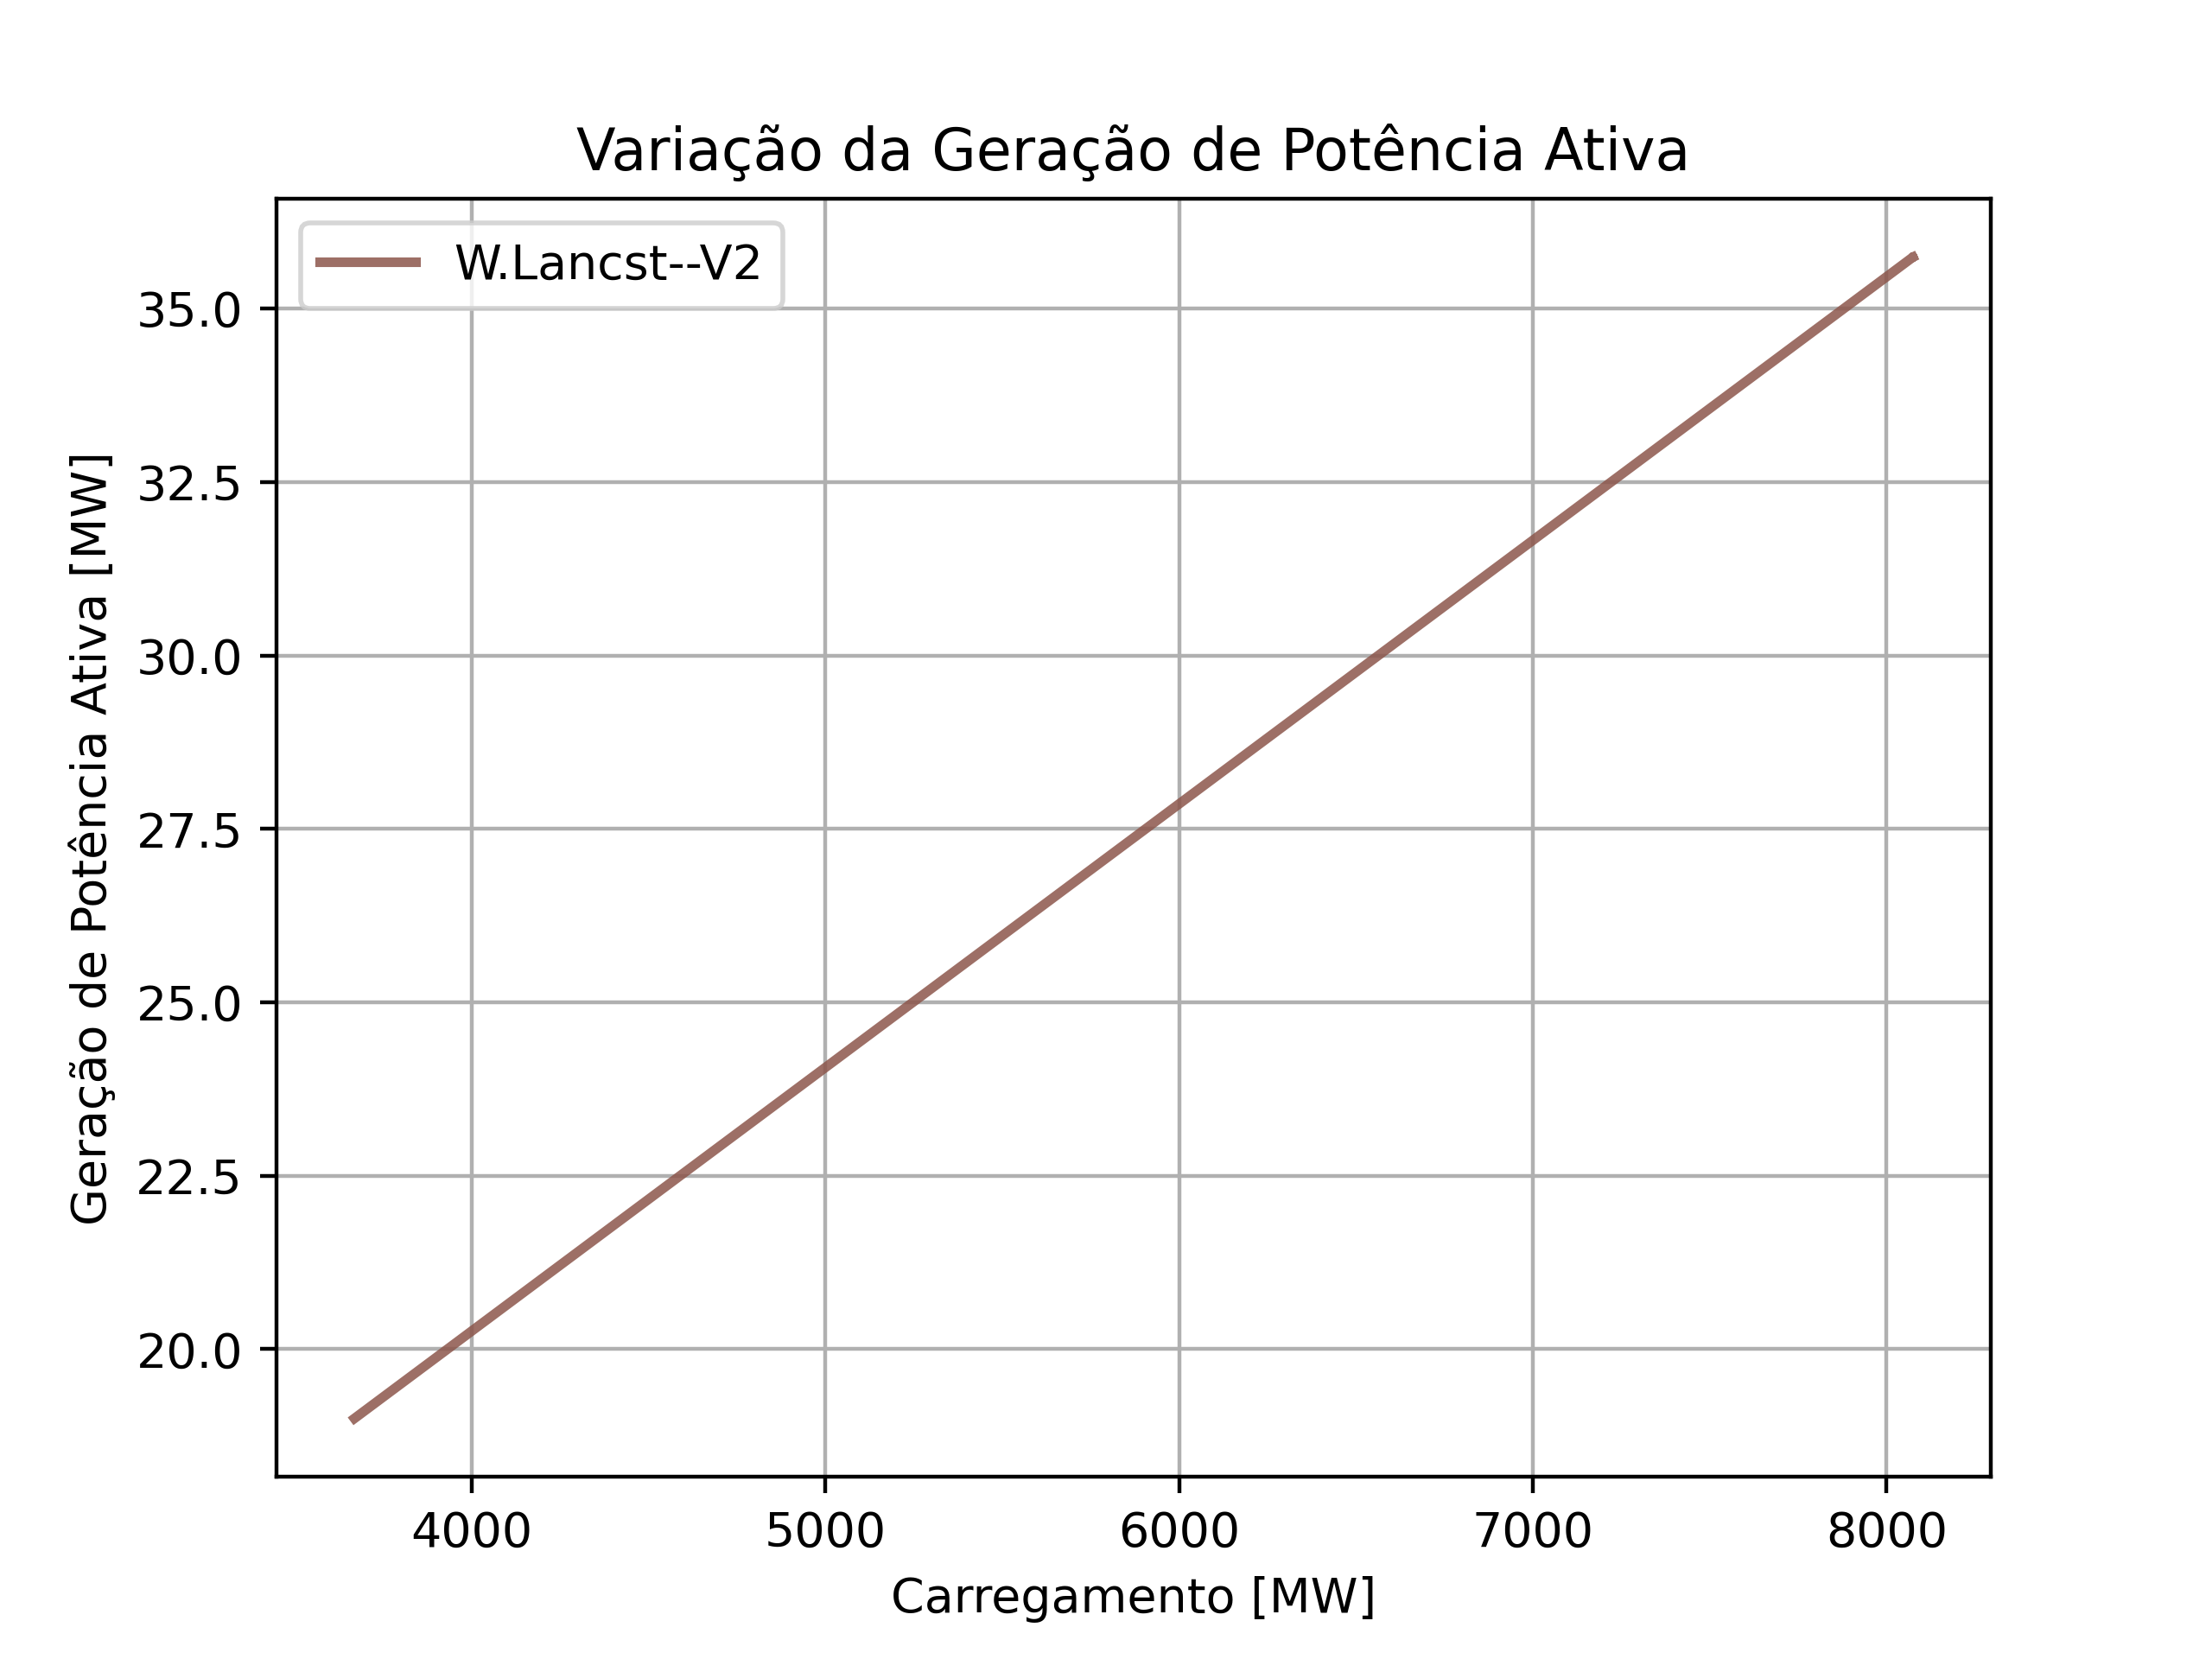 Variação da Geração de Potência Ativa
W.Lancst--V2
Geração de Potência Ativa [MW]
35.0
32.5
30.0
27.5
25.0
22.5
20.0
4000 5000 6000 7000 8000
Carregamento [MW]